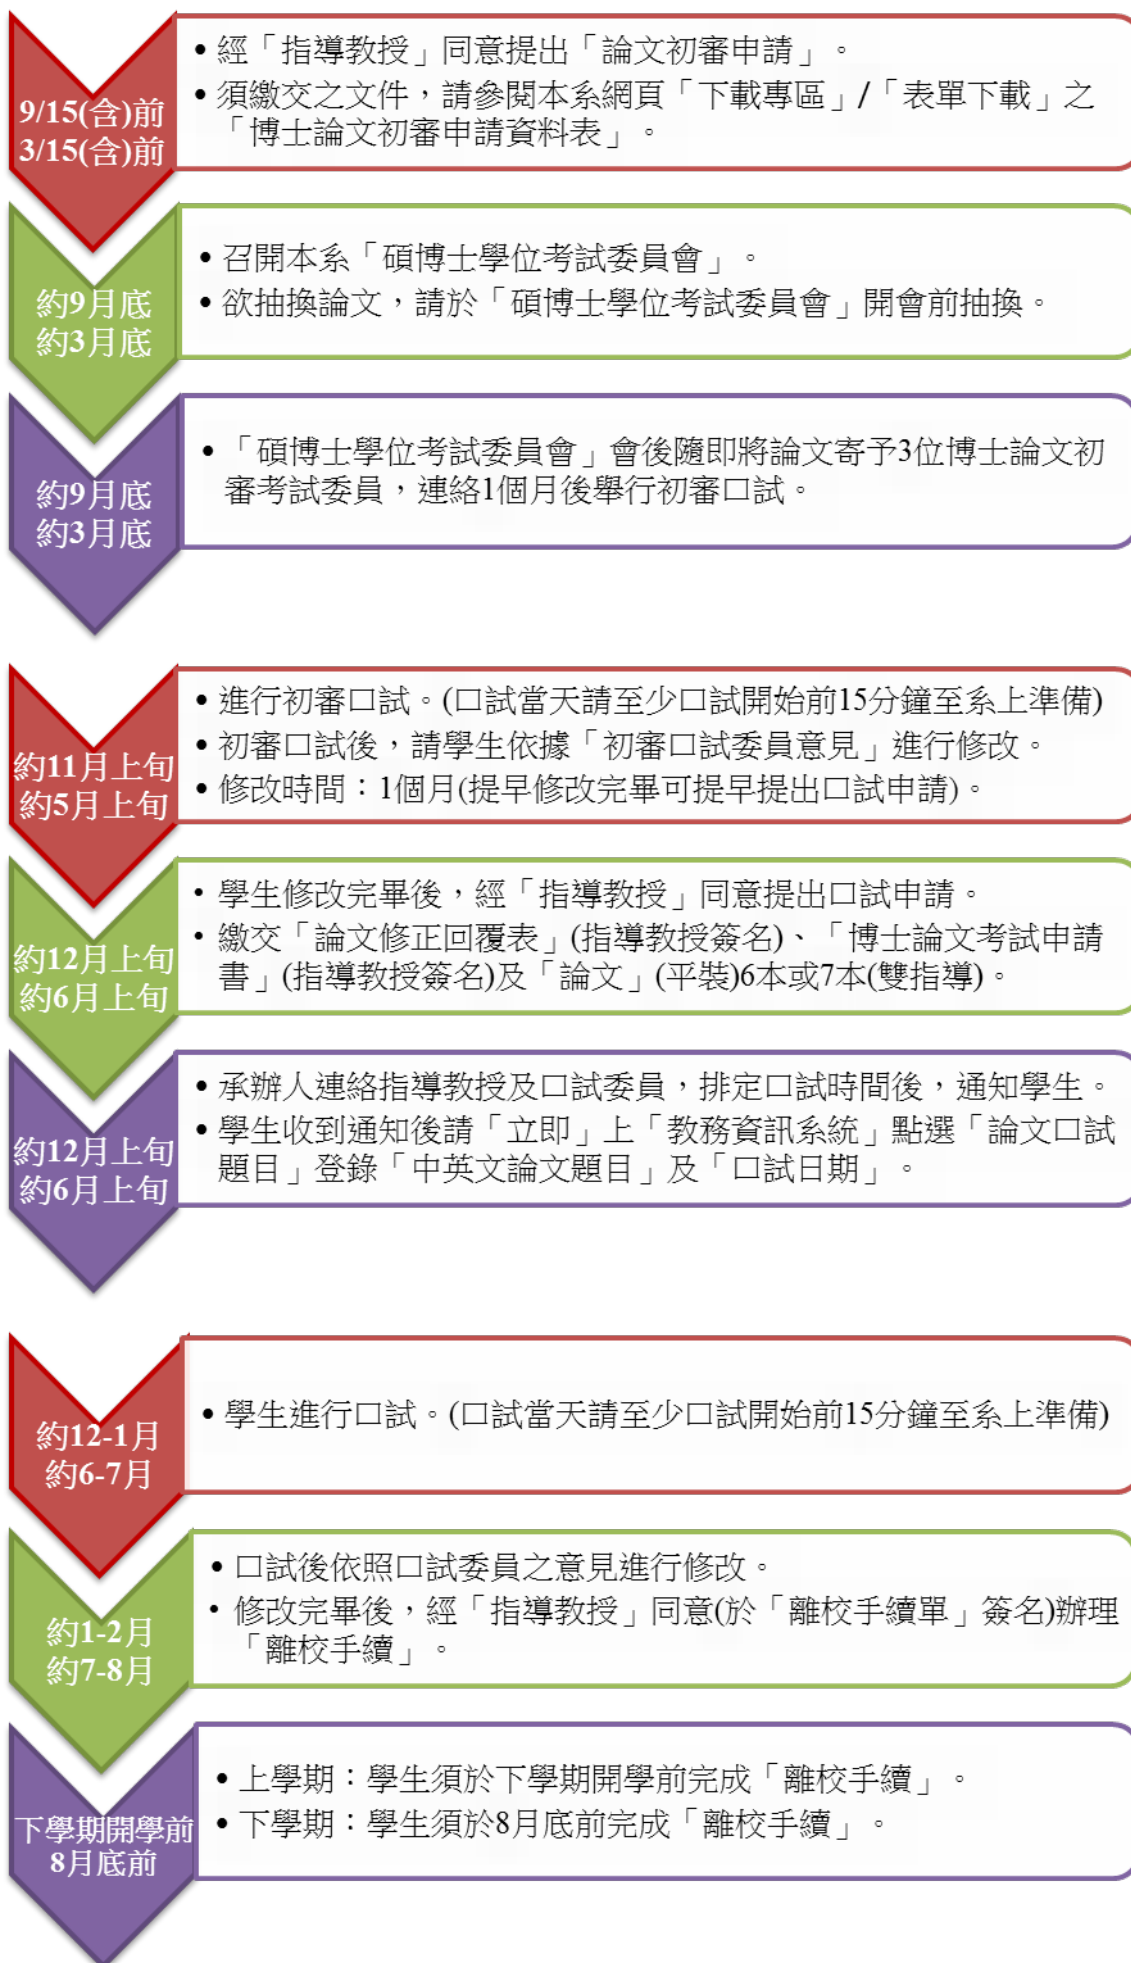 9/15(含)前
3/15(含)前
• 經「指導教授」同意提出「論文初審申請」。
• 須繳交之文件，請參閱本系網頁「下載專區」/「表單下載」之
「博士論文初審申請資料表」。
約9月底
約3月底
• 召開本系「碩博士學位考試委員會」。
• 欲抽換論文，請於「碩博士學位考試委員會」開會前抽換。
約9月底
約3月底
• 「碩博士學位考試委員會」會後隨即將論文寄予3位博士論文初
審考試委員，連絡1個月後舉行初審口試。
約11月上旬
約5月上旬
• 進行初審口試。(口試當天請至少口試開始前15分鐘至系上準備)
• 初審口試後，請學生依據「初審口試委員意見」進行修改。
• 修改時間：1個月(提早修改完畢可提早提出口試申請)。
約12月上旬
約6月上旬
• 學生修改完畢後，經「指導教授」同意提出口試申請。
• 繳交「論文修正回覆表」(指導教授簽名)、「博士論文考試申請
書」(指導教授簽名)及「論文」(平裝)6本或7本(雙指導)。
約12月上旬
約6月上旬
• 承辦人連絡指導教授及口試委員，排定口試時間後，通知學生。
• 學生收到通知後請「立即」上「教務資訊系統」點選「論文口試
題目」登錄「中英文論文題目」及「口試日期」。
約12-1月
約6-7月
• 學生進行口試。(口試當天請至少口試開始前15分鐘至系上準備)
約1-2月
約7-8月
• 口試後依照口試委員之意見進行修改。
• 修改完畢後，經「指導教授」同意(於「離校手續單」簽名)辦理
「離校手續」。
下學期開學前
8月底前
• 上學期：學生須於下學期開學前完成「離校手續」。
• 下學期：學生須於8月底前完成「離校手續」。